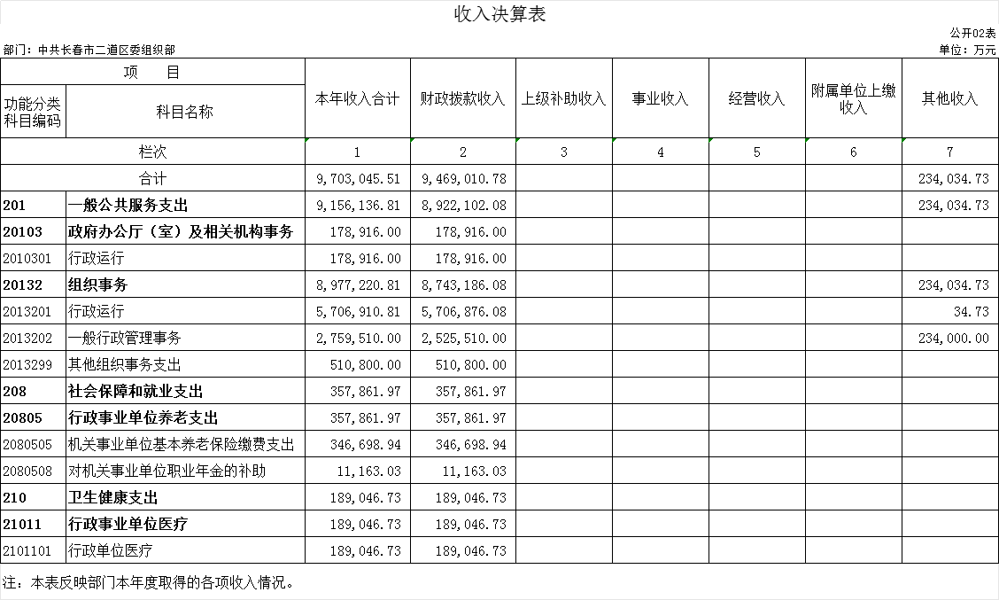 收入决算表
公开02表
部门：中共长春市二道区委组织部 单位：万元
项 目 本年收入合计 财政拨款收入 上级补助收入 事业收入 经营收入 附属单位上缴收入 其他收入
功能分类科目编码 科目名称
栏次 1 2 3 4 5 6 7
合计 9,703,045.51 9,469,010.78 234,034.73
201 一般公共服务支出 9,156,136.81 8,922,102.08 234,034.73
20103 政府办公厅（室）及相关机构事务 178,916.00 178,916.00
2010301 行政运行 178,916.00 178,916.00
20132 组织事务 8,977,220.81 8,743,186.08 234,034.73
2013201 行政运行 5,706,910.81 5,706,876.08 34.73
2013202 一般行政管理事务 2,759,510.00 2,525,510.00 234,000.00
2013299 其他组织事务支出 510,800.00 510,800.00
208 社会保障和就业支出 357,861.97 357,861.97
20805 行政事业单位养老支出 357,861.97 357,861.97
2080505 机关事业单位基本养老保险缴费支出 346,698.94 346,698.94
2080508 对机关事业单位职业年金的补助 11,163.03 11,163.03
210 卫生健康支出 189,046.73 189,046.73
21011 行政事业单位医疗 189,046.73 189,046.73
2101101 行政单位医疗 189,046.73 189,046.73
注：本表反映部门本年度取得的各项收入情况。